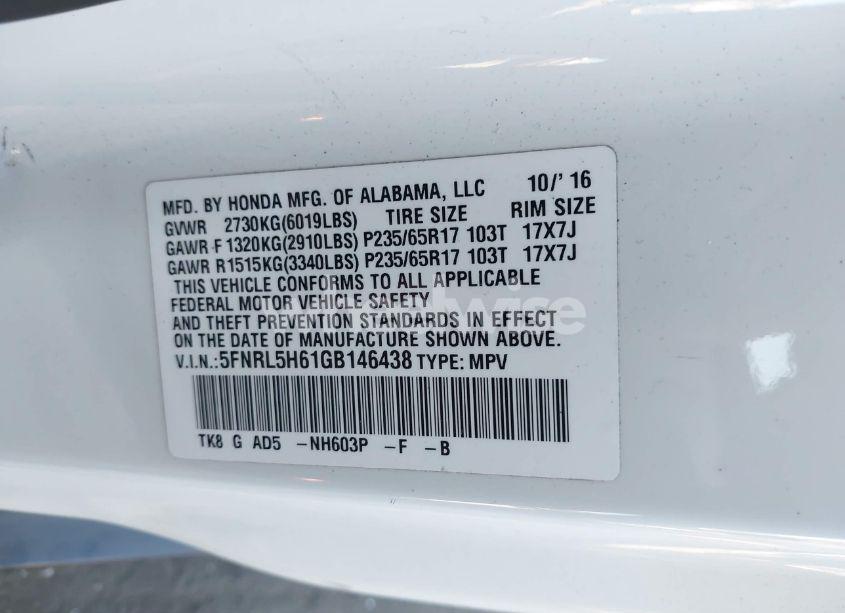 MFD. BY HONDA MFG. OF ALABAMA, LLC 10/' 16
GVWR 2730KG(6019LBS) TIRE SIZE RIM SIZE
GAWR F1320KG(2910LBS) P235/65R17 103T 17X7J
GAWR R1515KG(3340LBS) P235/65R17 103T 17X7J
THIS VEHICLE CONFORMS TO ALL APPLICABLE
FEDERAL MOTOR VEHICLE SAFETY
AND THEFT PREVENTION STANDARDS IN EFFECT
ON THE DATE OF MANUFACTURE SHOWN ABOVE.
V.I.N.:5FNRL5H61GB146438 TYPE: MPV
TK8 G AD5 -NH603P -F -B